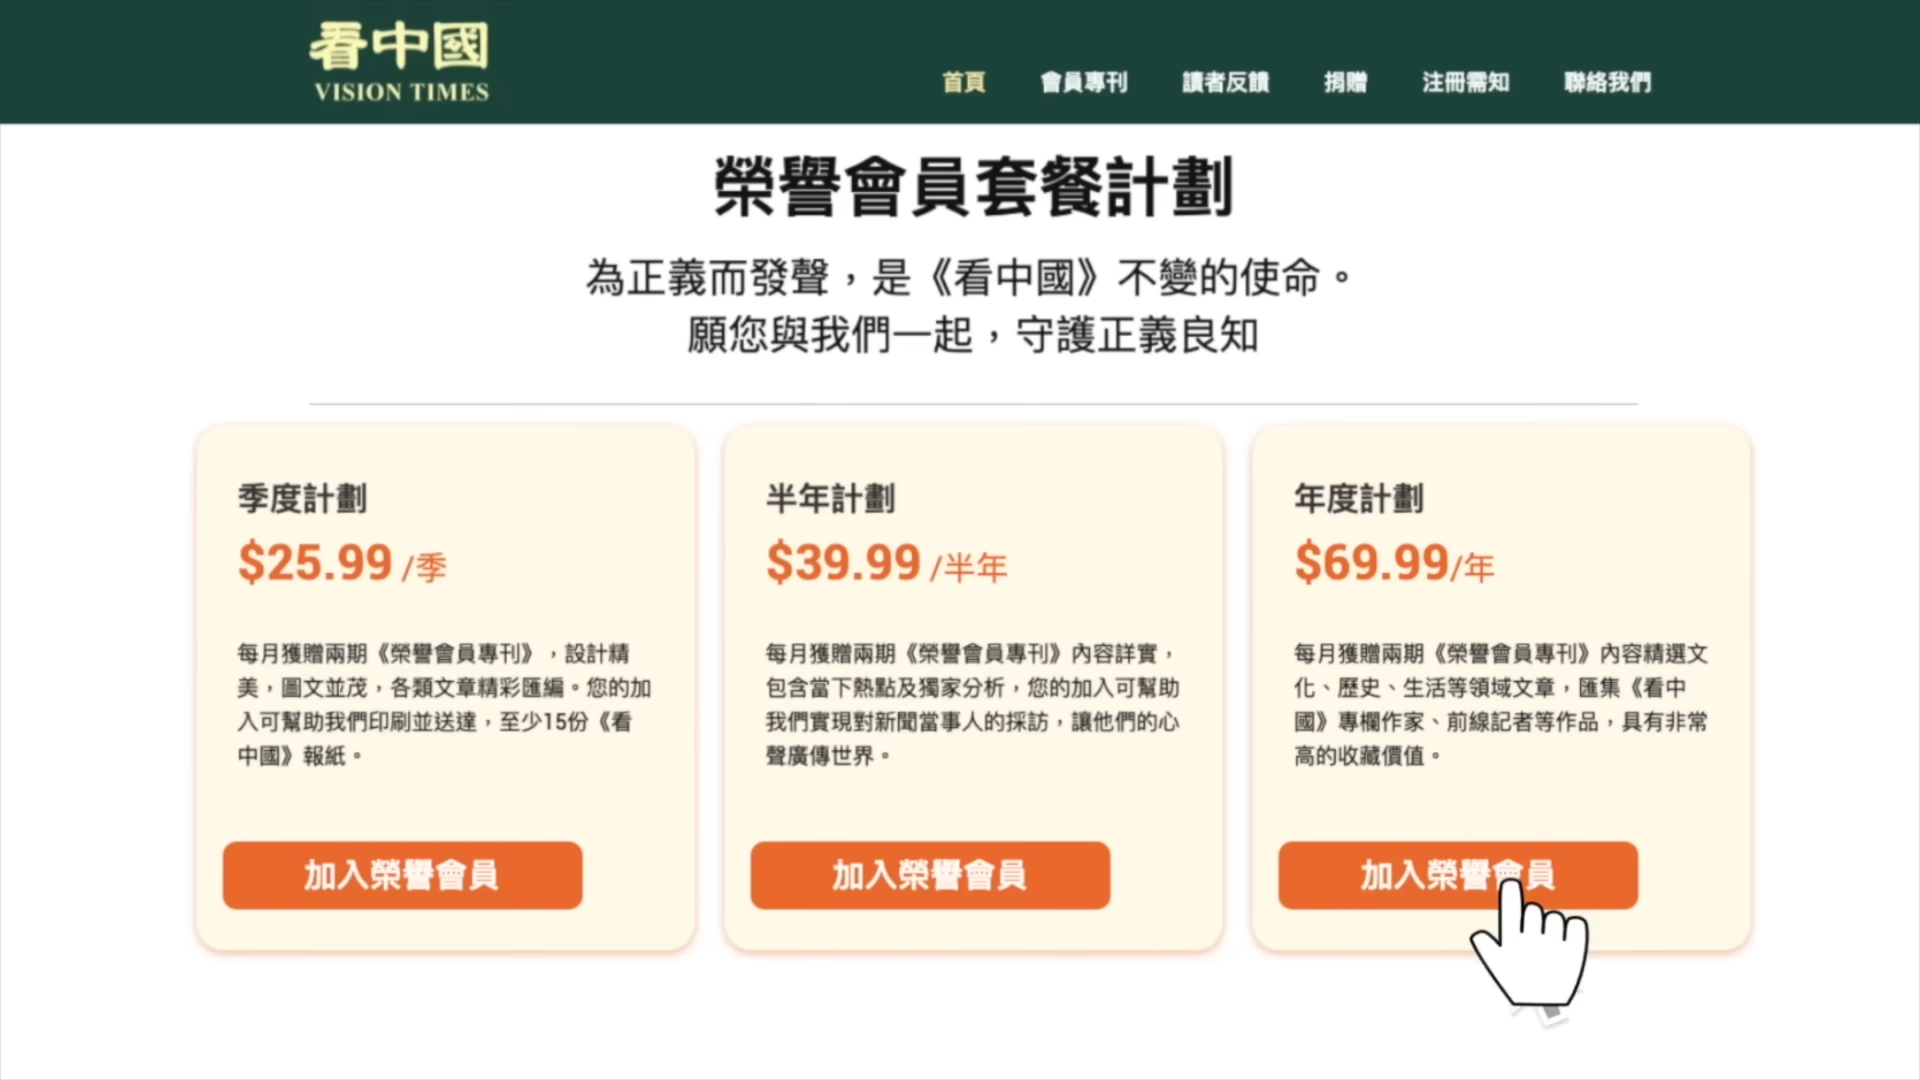 看中國
VISION TIMES
首頁 會員專刊 讀者反饋 捐贈 注冊需知 聯絡我們
榮譽會員套餐計劃
為正義而發聲，是《看中國》不變的使命。
願您與我們一起，守護正義良知
季度計劃
$25.99 /季
每月獲贈兩期《榮譽會員專刊》，設計精
美，圖文並茂，各類文章精彩匯編。您的加
入可幫助我們印刷並送達，至少15份《看
中國》報紙。
加入榮譽會員
半年計劃
$39.99 /半年
每月獲贈兩期《榮譽會員專刊》內容詳實，
包含當下熱點及獨家分析，您的加入可幫助
我們實現對新聞當事人的採訪，讓他們的心
聲廣傳世界。
加入榮譽會員
年度計劃
$69.99/年
每月獲贈兩期《榮譽會員專刊》內容精選文
化、歷史、生活等領域文章，匯集《看中
國》專欄作家、前線記者等作品，具有非常
高的收藏價值。
加入榮譽會員